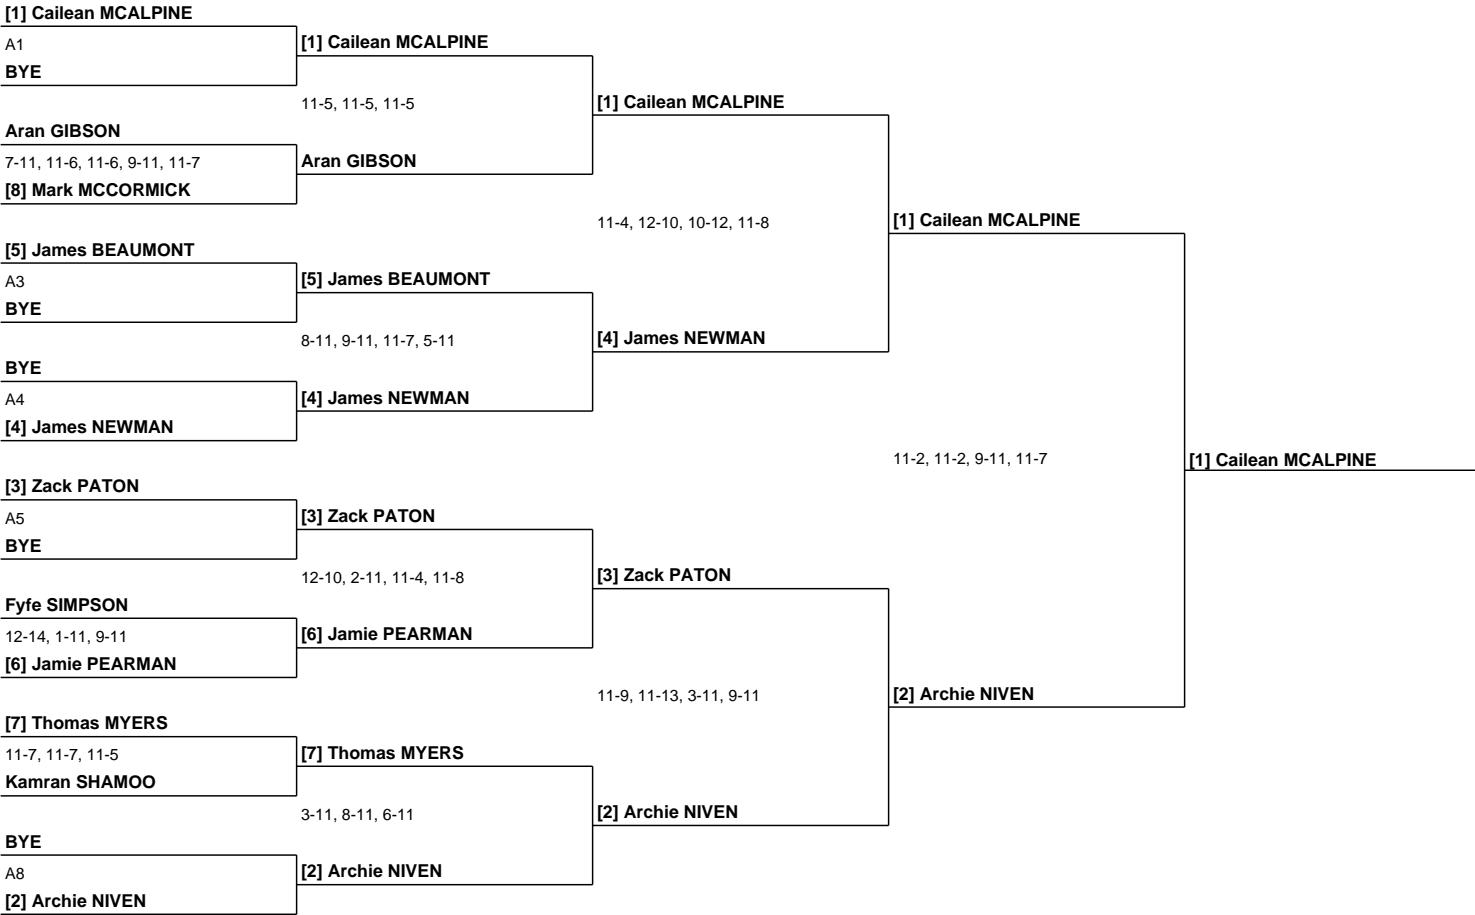 [1] Cailean MCALPINE
A1
BYE
[1] Cailean MCALPINE
11-5, 11-5, 11-5
Aran GIBSON
7-11, 11-6, 11-6, 9-11, 11-7
[8] Mark MCCORMICK
Aran GIBSON
[1] Cailean MCALPINE
11-4, 12-10, 10-12, 11-8
[5] James BEAUMONT
A3
BYE
[5] James BEAUMONT
8-11, 9-11, 11-7, 5-11
BYE
A4
[4] James NEWMAN
[4] James NEWMAN
[4] James NEWMAN
[1] Cailean MCALPINE
11-2, 11-2, 9-11, 11-7
[1] Cailean MCALPINE
[3] Zack PATON
A5
BYE
[3] Zack PATON
12-10, 2-11, 11-4, 11-8
Fyfe SIMPSON
12-14, 1-11, 9-11
[6] Jamie PEARMAN
[6] Jamie PEARMAN
[3] Zack PATON
11-9, 11-13, 3-11, 9-11
[2] Archie NIVEN
[7] Thomas MYERS
11-7, 11-7, 11-5
Kamran SHAMOO
[7] Thomas MYERS
3-11, 8-11, 6-11
[2] Archie NIVEN
BYE
A8
[2] Archie NIVEN
[2] Archie NIVEN